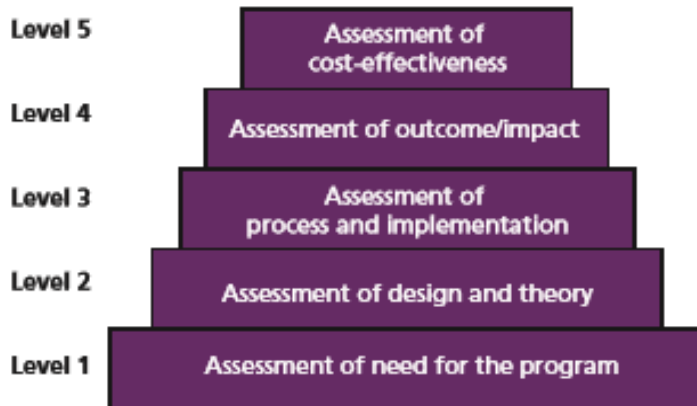 Level 5
Assessment of
cost-effectiveness
Level 4
Assessment of outcome/impact
Level 3
Assessment of
process and implementation
Level 2
Assessment of design and theory
Level 1
Assessment of need for the program